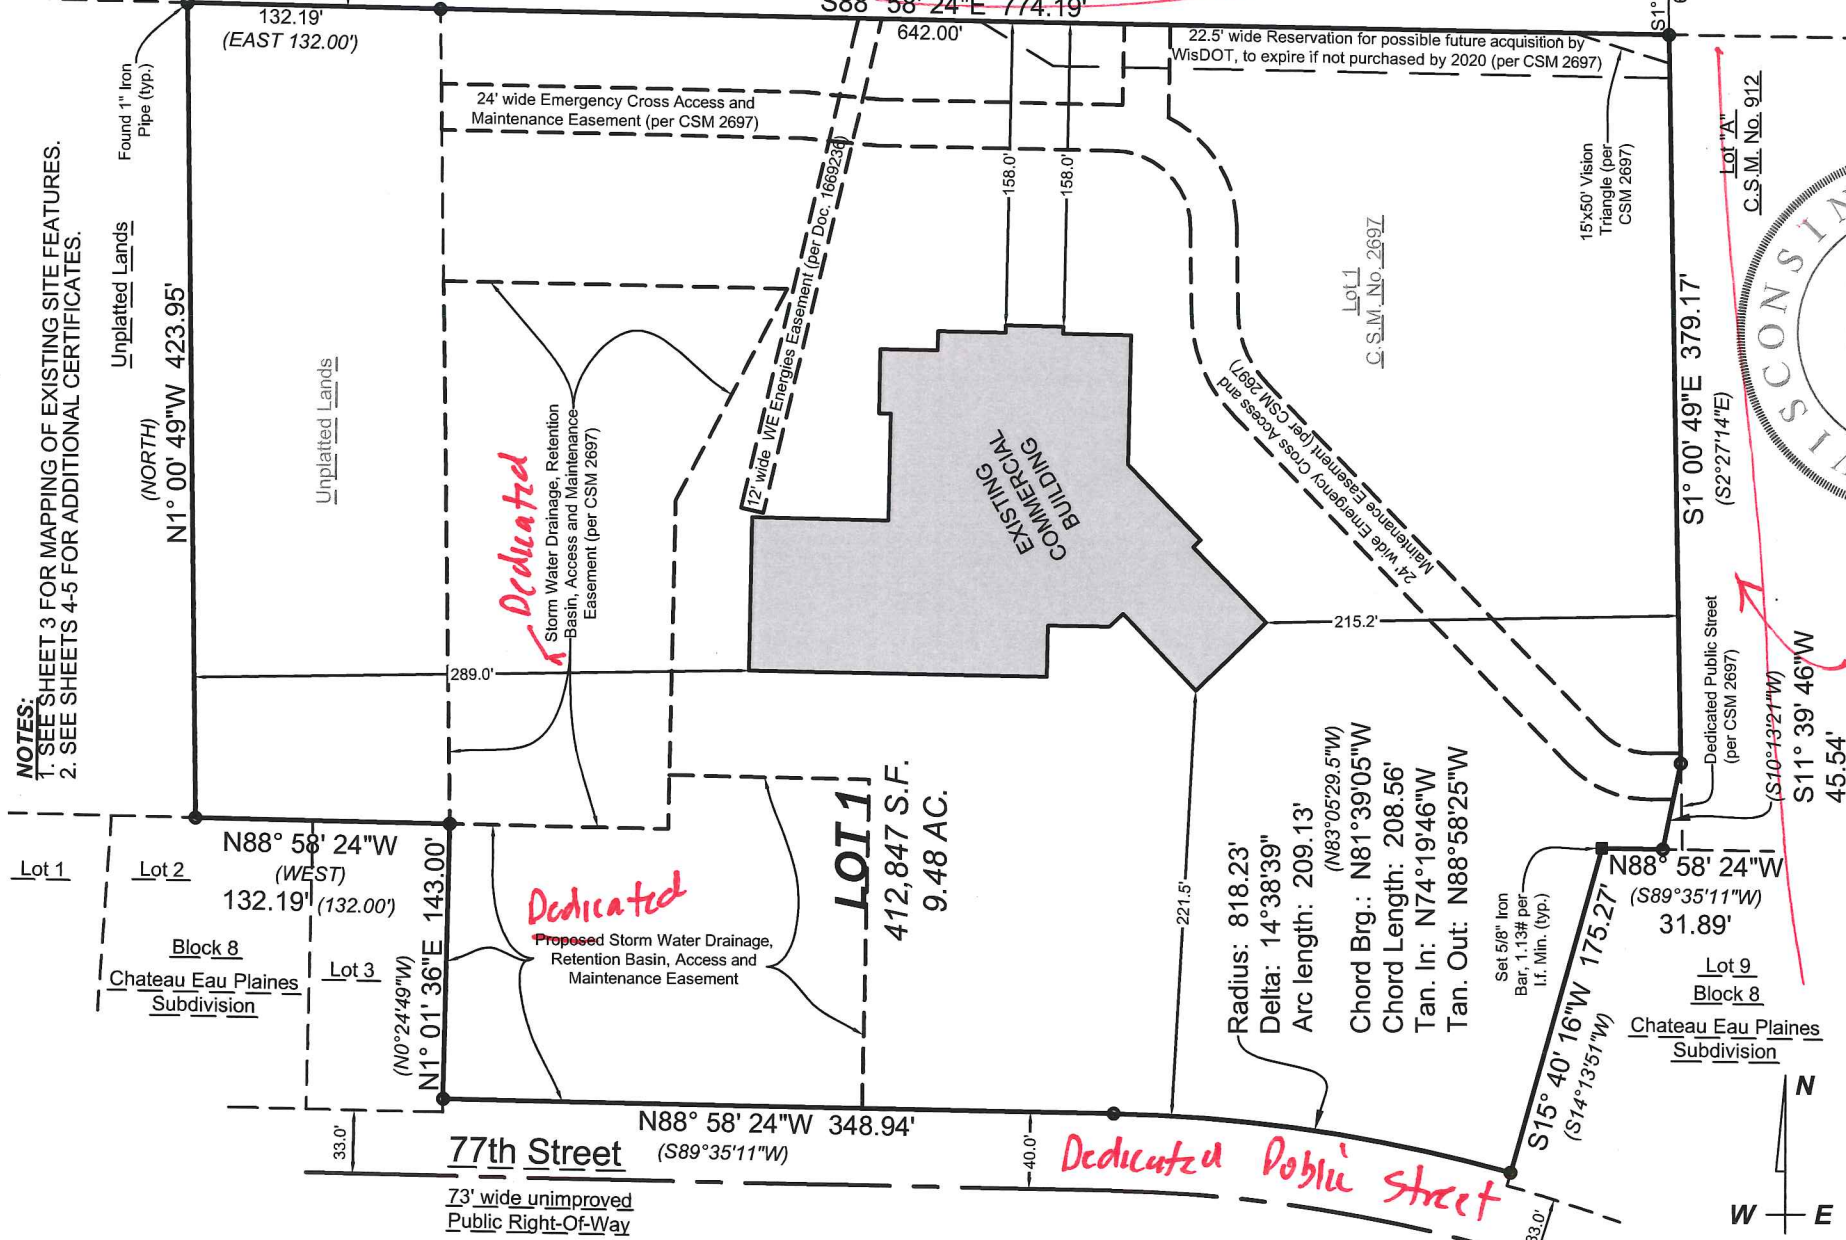 S88° 58' 24"E 774.19'
132.19'
(EAST 132.00')
642.00'
22.5' wide Reservation for possible future acquisition by
WisDOT, to expire if not purchased by 2020 (per CSM 2697)
S1°
Found 1" Iron
Pipe (typ.)
24' wide Emergency Cross Access and
Maintenance Easement (per CSM 2697)
NOTES:
1. SEE SHEET 3 FOR MAPPING OF EXISTING SITE FEATURES.
2. SEE SHEETS 4-5 FOR ADDITIONAL CERTIFICATES.
Unplatted Lands
(NORTH)
N1° 00' 49"W 423.95'
Unplatted Lands
12' wide WE Energies Easement (per Doc. 1669236)
158.0'
158.0'
15'x50' Vision
Triangle (per
CSM 2697)
Lot "A"
C.S.M. No. 912
Lot 1
C.S.M. No. 2697
S1° 00' 49"E 379.17'
(S2°27'14"E)
ISCONSIN
Dedicated
Storm Water Drainage, Retention
Basin, Access and Maintenance
Easement (per CSM 2697)
EXISTING
COMMERCIAL
BUILDING
24' wide Emergency Cross Access and
Maintenance Easement (per CSM 2697)
289.0'
215.2'
Dedicated Public Street
(per CSM 2697)
(S10°13'21"W)
S11° 39' 46"W
45.54'
N88° 58' 24"W
(WEST)
132.19' (132.00')
Lot 1
Lot 2
Lot 3
Block 8
Chateau Eau Plaines
Subdivision
(N0°24'49"W)
N1° 01' 36"E 143.00'
Dedicated
Proposed Storm Water Drainage,
Retention Basin, Access and
Maintenance Easement
LOT 1
412,847 S.F.
9.48 AC.
221.5'
Radius: 818.23'
Delta: 14°38'39"
Arc length: 209.13'
(N83°05'29.5"W)
Chord Brg.: N81°39'05"W
Chord Length: 208.56'
Tan. In: N74°19'46"W
Tan. Out: N88°58'25"W
Set 5/8" Iron
Bar, 1.13# per
l.f. Min. (typ.)
N88° 58' 24"W
(S89°35'11"W)
31.89'
S15° 40' 16"W 175.27'
(S14°13'51"W)
Lot 9
Block 8
Chateau Eau Plaines
Subdivision
N88° 58' 24"W 348.94'
(S89°35'11"W)
333.0'
77th Street
73' wide unimproved
Public Right-Of-Way
40.0'
Dedicated Public Street
33.0'
N
W E